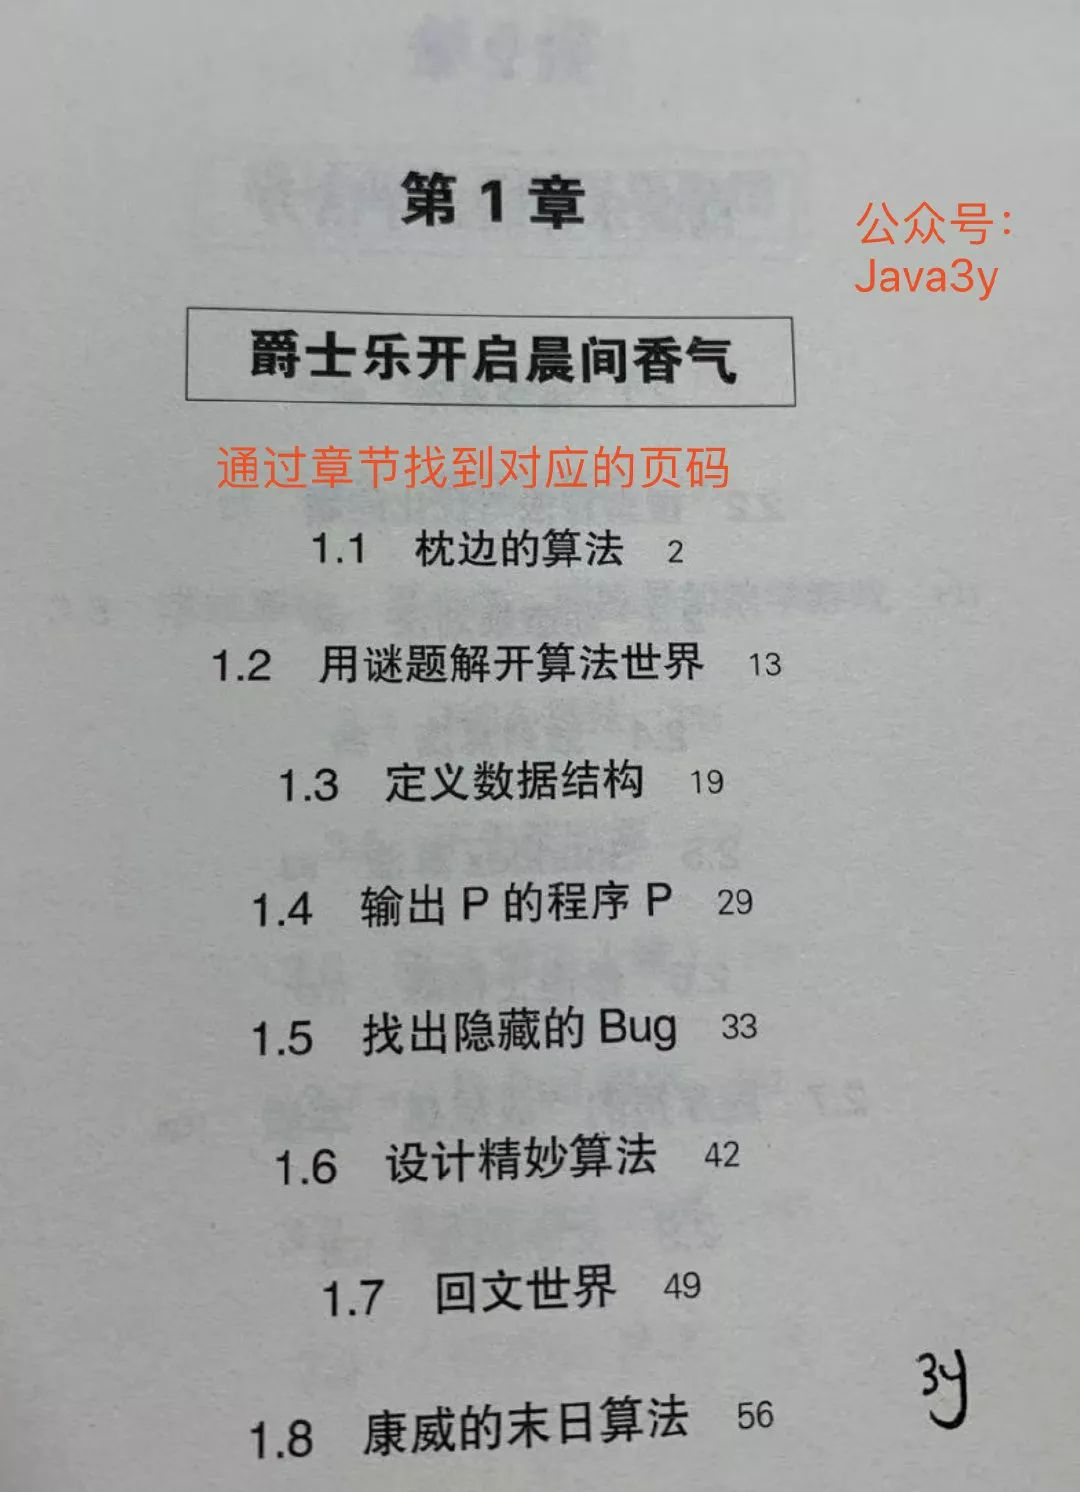 第 1 章
公众号：
Java3y
爵士乐开启晨间香气
通过章节找到对应的页码
1.1 枕边的算法 2
1.2 用谜题解开算法世界 13
1.3 定义数据结构 19
1.4 输出 P 的程序 P 29
1.5 找出隐藏的 Bug 33
1.6 设计精妙算法 42
1.7 回文世界 49
3y
1.8 康威的末日算法 56